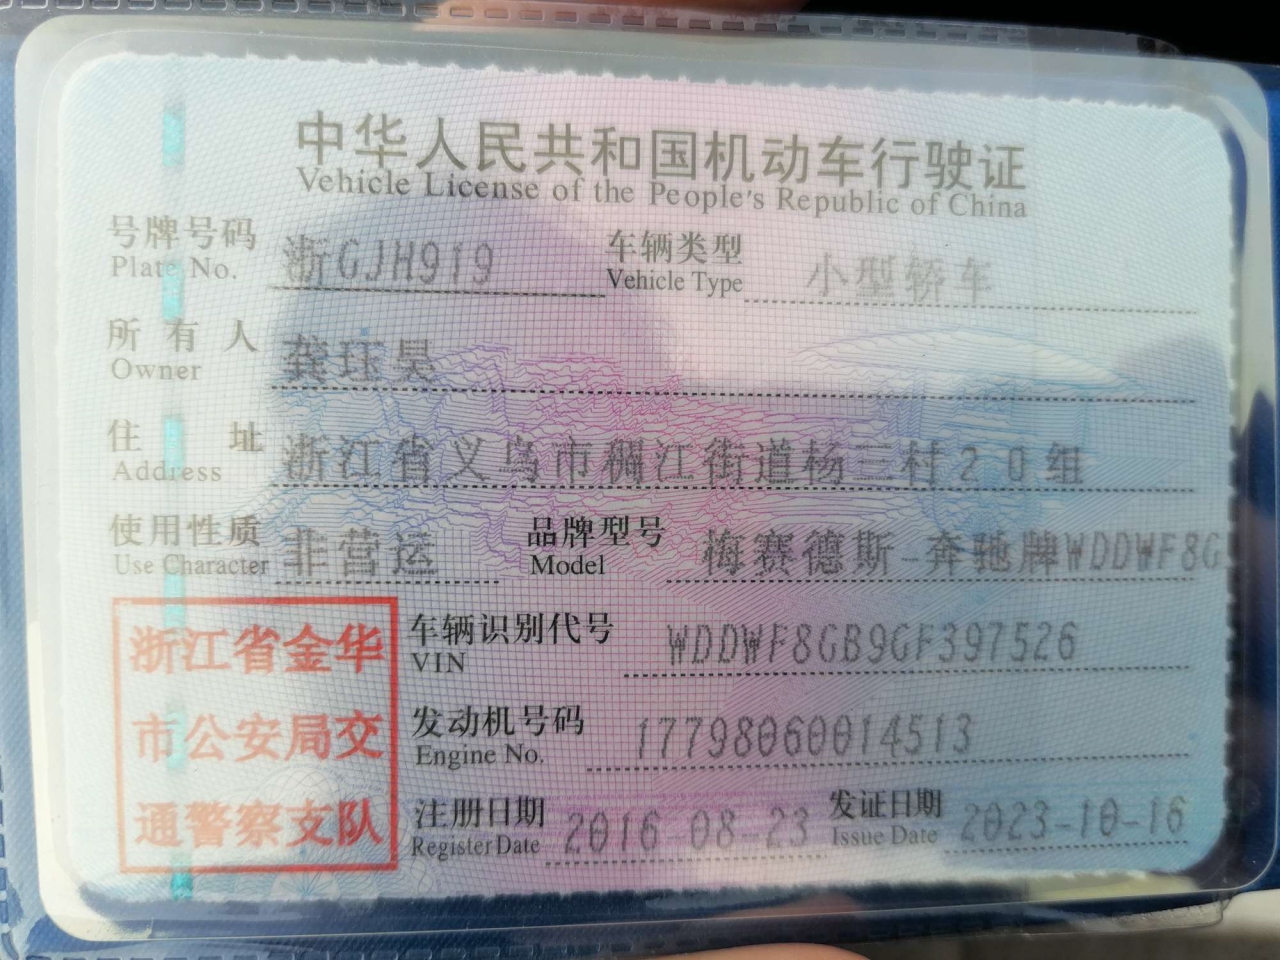 中华人民共和国机动车行驶证
Vehicle License of the People's Republic of China
号牌号码 浙GJH919 车辆类型 小型轿车
Plate No. Vehicle Type
所有人 龚珏昊
Owner
住址 浙江省义乌市稠江街道杨三村20组
Address
使用性质 非营运 品牌型号 梅赛德斯-奔驰牌WDDWF8G
Use Character Model
浙江省金华
市公安局交
通警察支队
车辆识别代号 WDDWF8GB9GF397526
VIN
发动机号码 17798060014513
Engine No.
注册日期 2016-08-23 发证日期 2023-10-16
Register Date Issue Date